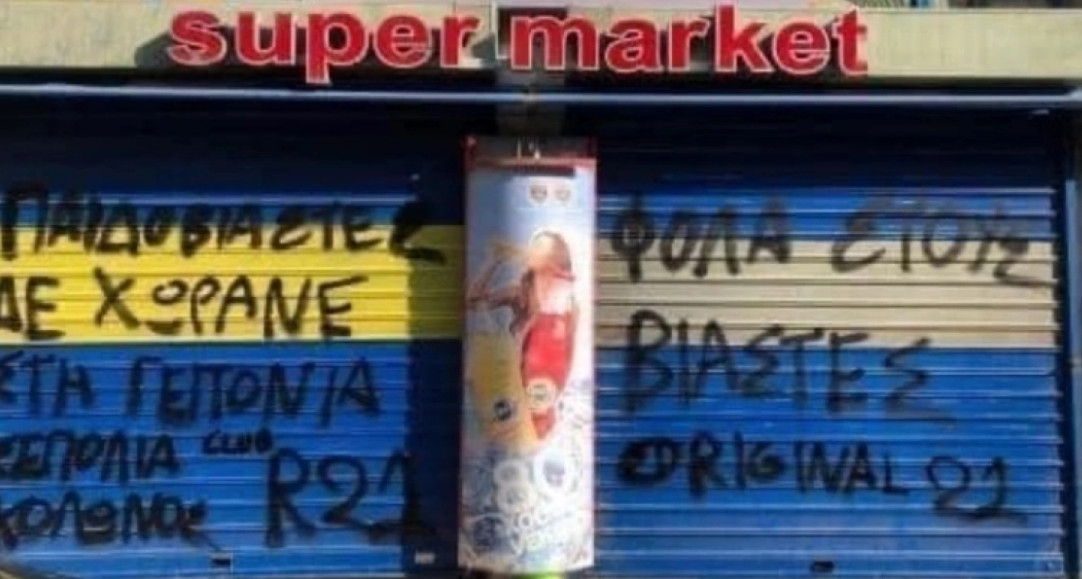 super market
ΠΑΙΔΟΒΙΑΣΤΕΣ
ΔΕ ΧΩΡΑΝΕ
ΣΤΗ ΓΕΙΤΟΝΙΑ
ΣΕΠΟΛΙΑ CLUB
ΚΟΛΩΝΟΣ R21
ΦΟΛΑ ΣΤΟΥΣ
ΒΙΑΣΤΕΣ
ORIGINAL 21